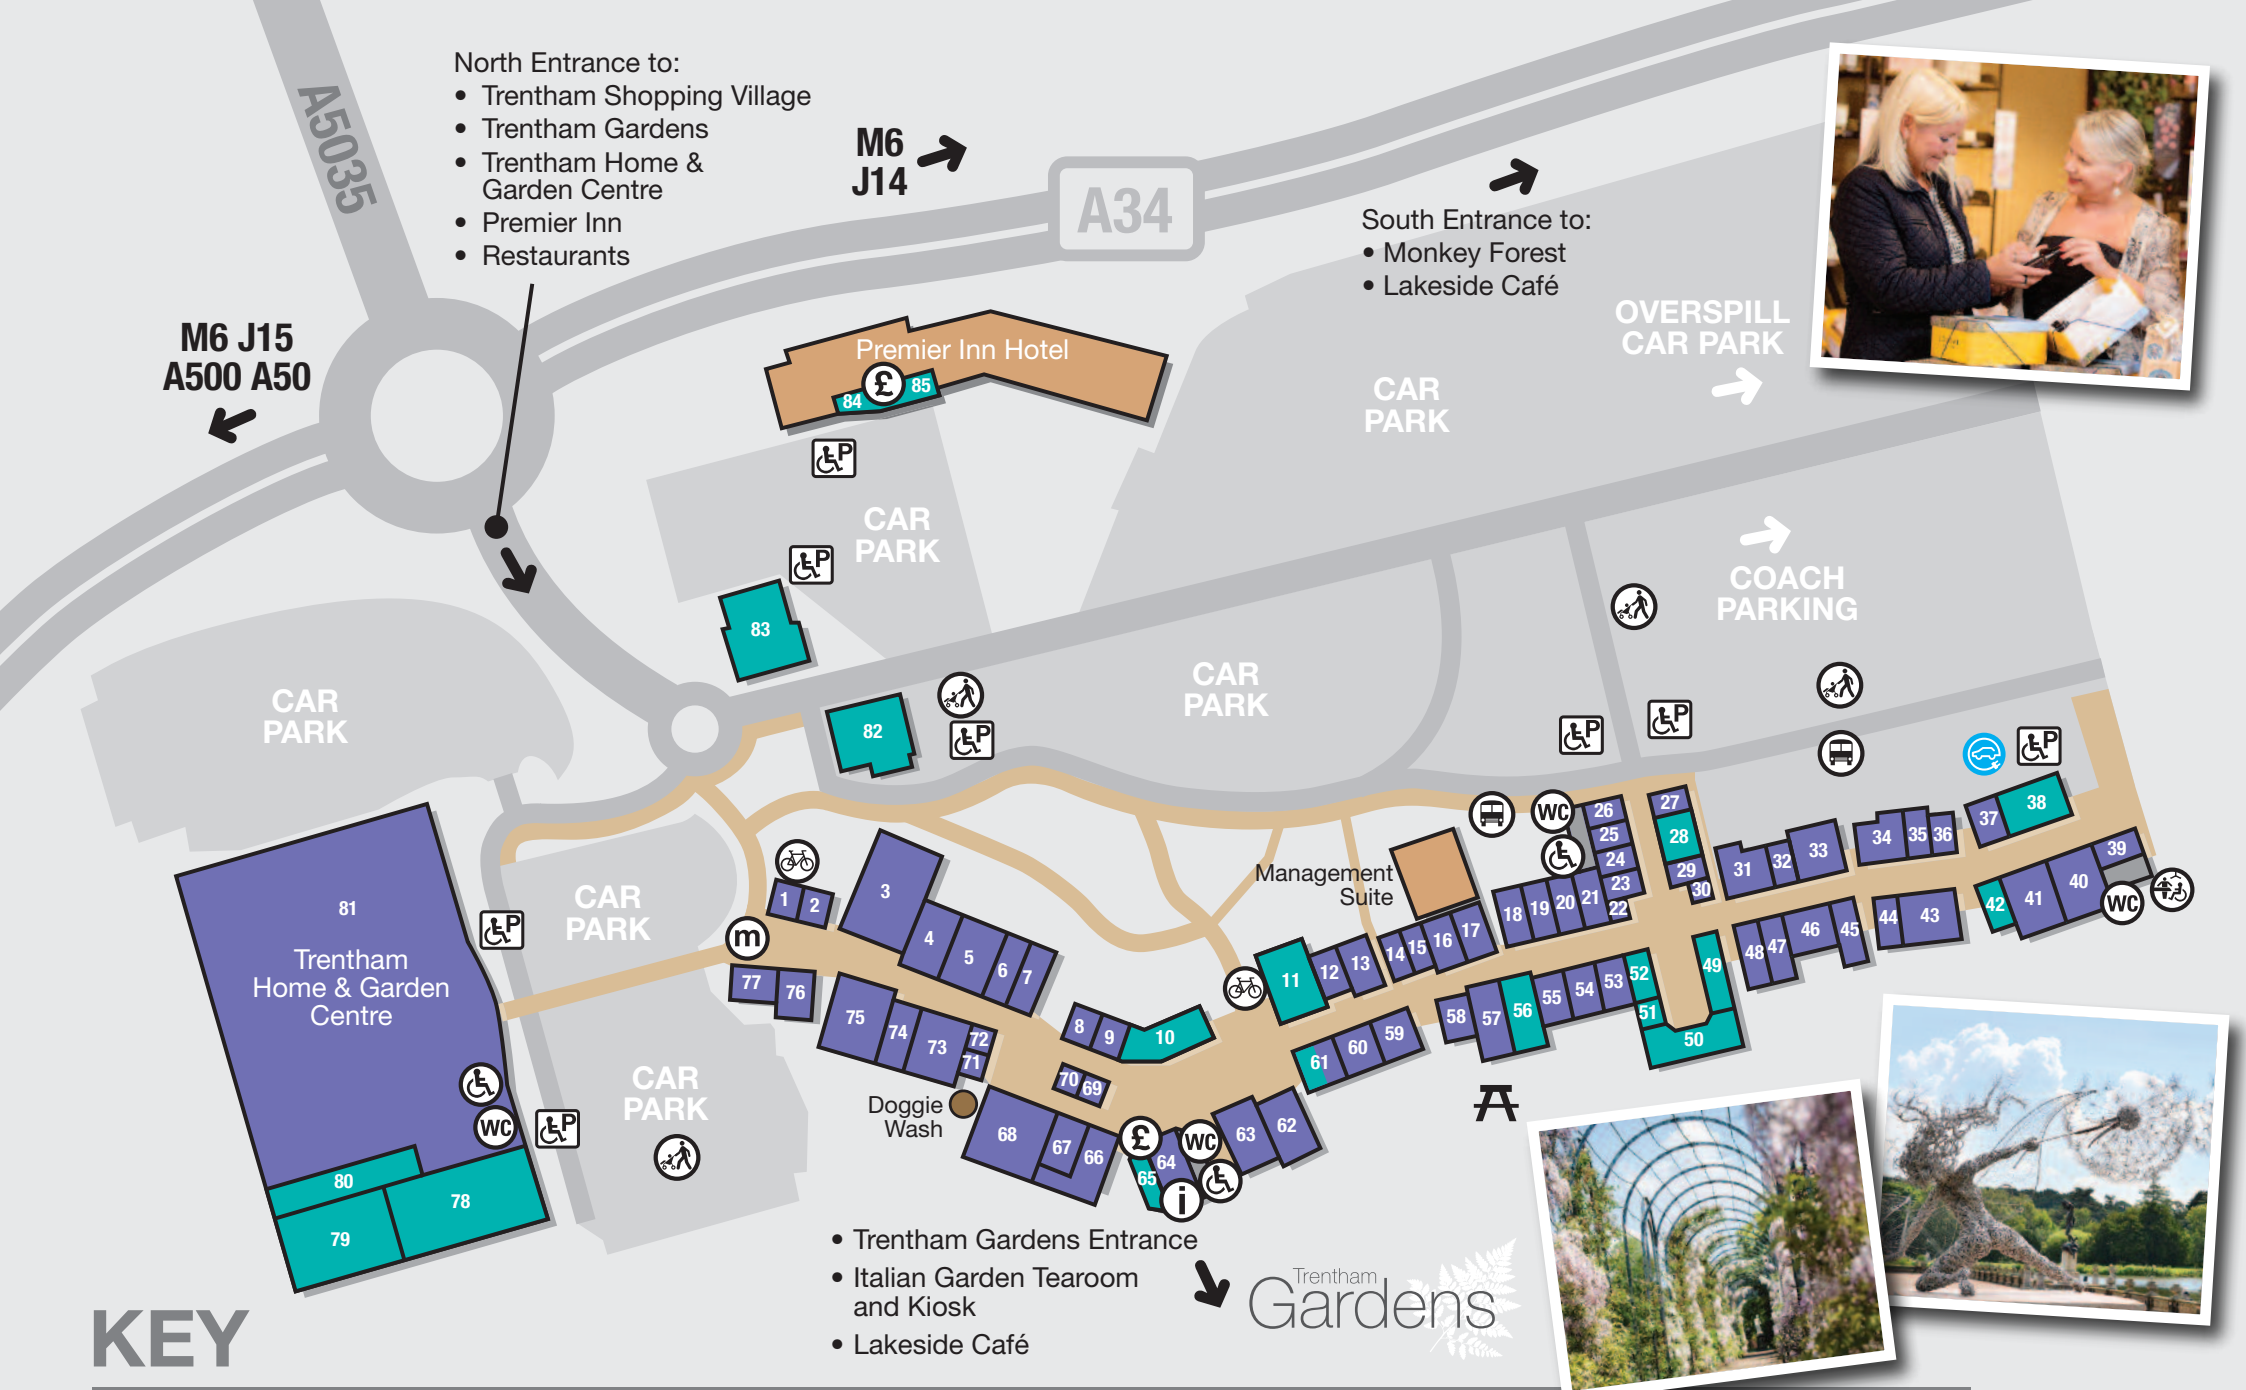 A5035
North Entrance to:
• Trentham Shopping Village
• Trentham Gardens
• Trentham Home &
Garden Centre
• Premier Inn
• Restaurants
M6
J14
A34
South Entrance to:
• Monkey Forest
• Lakeside Café
OVERSPILL
CAR PARK
M6 J15
A500 A50
Premier Inn Hotel
84
£
85
CAR
PARK
P
CAR
PARK
P
COACH
PARKING
83
CAR
PARK
CAR
PARK
82
P
P
P
P
81
Trentham
Home & Garden
Centre
WC
P
P
80
79
78
CAR
PARK
CAR
PARK
m
1
2
3
4
5
6
7
8
9
10
11
12
13
14
15
16
17
18
19
20
21
22
23
24
25
26
WC
Management
Suite
27
28
29
30
31
32
33
34
35
36
37
38
39
40
41
42
WC
43
44
45
46
47
48
49
50
51
52
53
54
55
56
57
58
59
60
61
62
63
64
65
£
WC
i
66
67
68
69
70
71
72
73
74
75
76
77
Doggie
Wash
• Trentham Gardens Entrance
• Italian Garden Tearoom
and Kiosk
• Lakeside Café
Trentham
Gardens
KEY